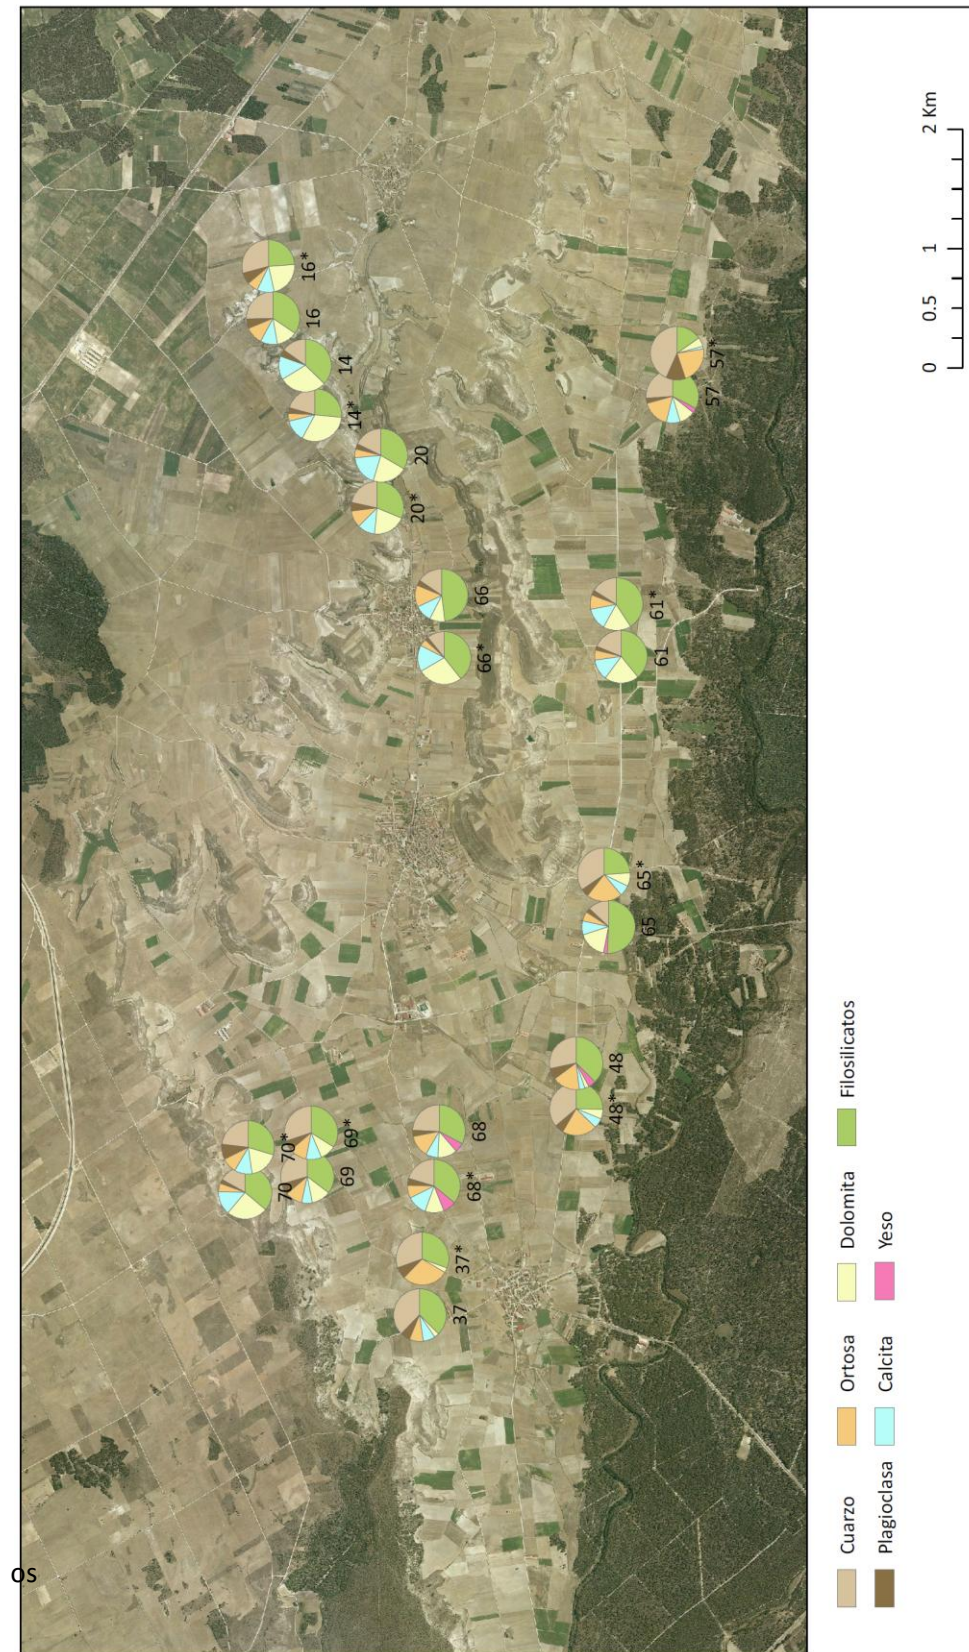 os
70 70* 16 16*
69 69* 14* 14
20* 20
37 37* 68* 68 66* 66
48* 48
65 65* 61 61*
57 57*
Cuarzo Ortosa Dolomita Filosilicatos
Plagioclasa Calcita Yeso
0 0.5 1 2 Km